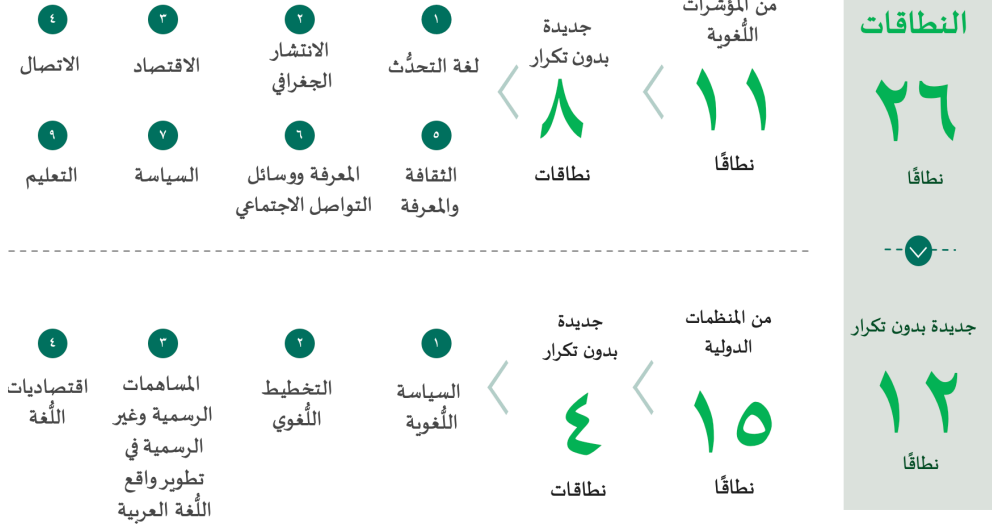 النطاقات
٢٦
نطاقًا
جديدة بدون تكرار
١٢
نطاقًا
من المؤشرات
اللُّغوية
١١
نطاقًا
جديدة
بدون تكرار
٨
نطاقات
١
لغة التحدُّث
٢
الانتشار
الجغرافي
٣
الاقتصاد
٤
الاتصال
٥
الثقافة
والمعرفة
٦
المعرفة ووسائل
التواصل الاجتماعي
٧
السياسة
٩
التعليم
من المنظمات
الدولية
١٥
نطاقًا
جديدة
بدون تكرار
٤
نطاقات
١
السياسة
اللُّغوية
٢
التخطيط
اللُّغوي
٣
المساهمات
الرسمية وغير
الرسمية في
تطوير واقع
اللُّغة العربية
٤
اقتصاديات
اللُّغة